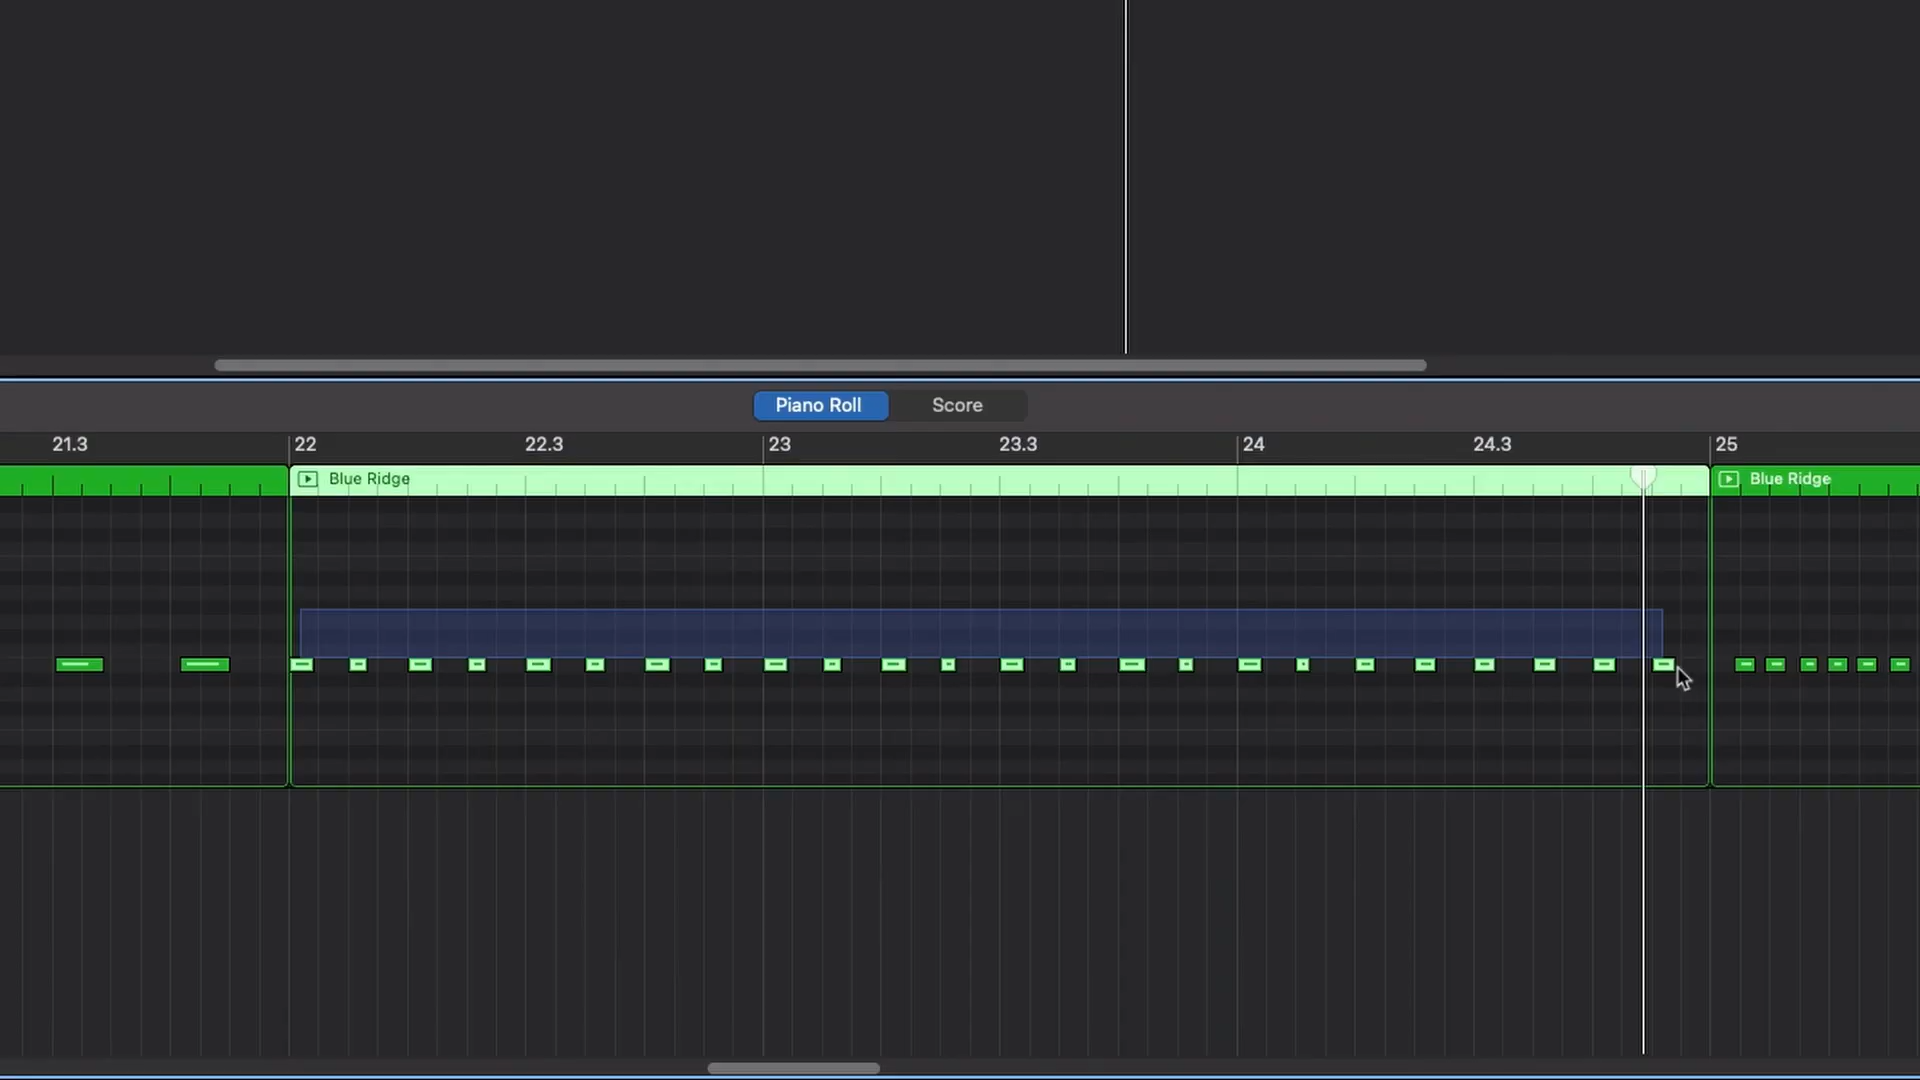 Piano Roll Score
21.3 22 22.3 23 23.3 24 24.3 25
Blue Ridge Blue Ridge